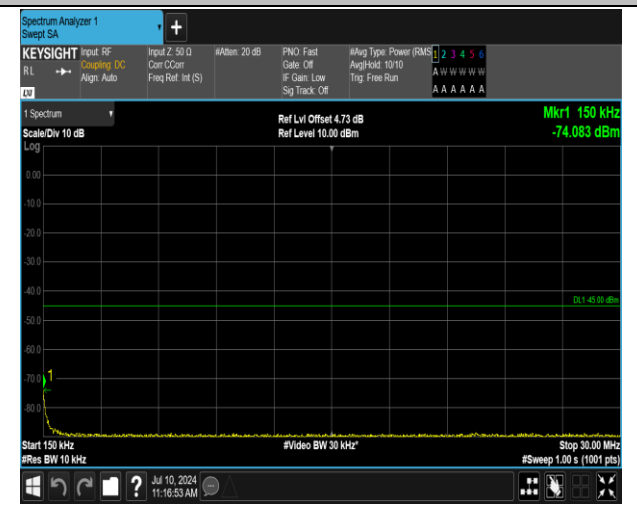 Spectrum Analyzer 1
Swept SA
+
KEYSIGHT Input: RF Input Z: 50 Ω #Atten: 20 dB PNO: Fast #Avg Type: Power (RMS 1 2 3 4 5 6
RL Coupling: DC Corr CCorr Gate: Off Avg|Hold: 10/10 A W W W W W
Align: Auto Freq Ref: Int (S) IF Gain: Low Trig: Free Run
Sig Track: Off A A A A A A
LXI
1 Spectrum Ref Lvl Offset 4.73 dB Mkr1 150 kHz
Scale/Div 10 dB Ref Level 10.00 dBm -74.083 dBm
Log
0.00
-10.0
-20.0
-30.0
-40.0
DL1 -45.00 dBm
-50.0
-60.0
-70.0 1
-80.0
Start 150 kHz #Video BW 30 kHz* Stop 30.00 MHz
#Res BW 10 kHz #Sweep 1.00 s (1001 pts)
? Jul 10, 2024
11:16:53 AM